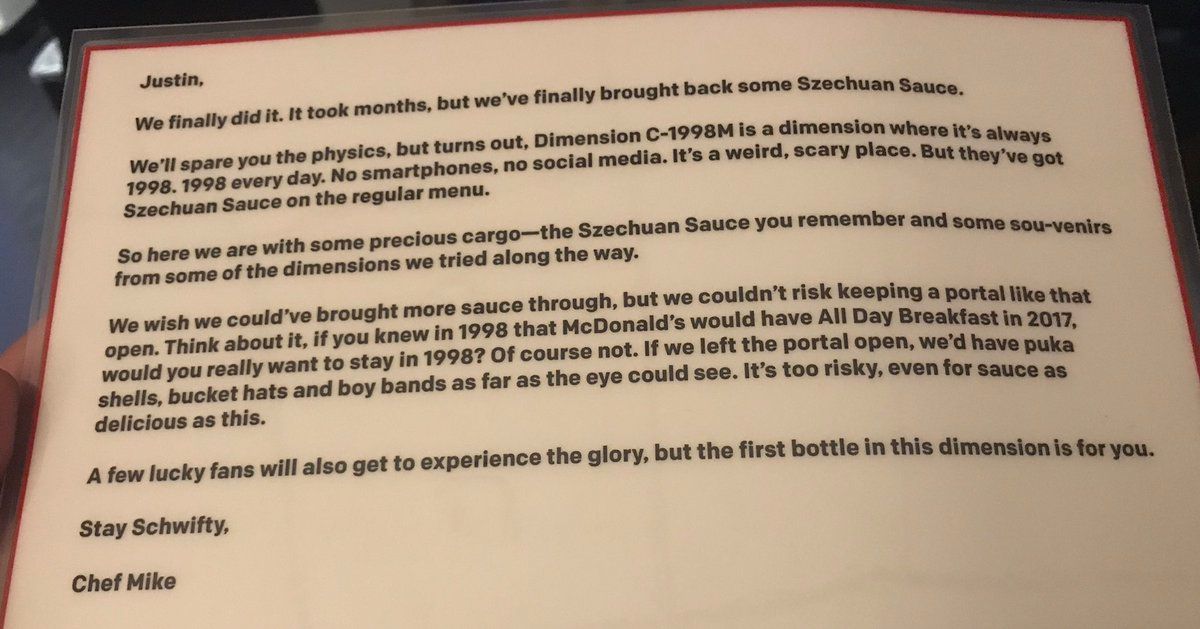 Justin,
We finally did it. It took months, but we've finally brought back some Szechuan Sauce.
We'll spare you the physics, but turns out, Dimension C-1998M is a dimension where it's always
1998. 1998 every day. No smartphones, no social media. It's a weird, scary place. But they've got
Szechuan Sauce on the regular menu.
So here we are with some precious cargo—the Szechuan Sauce you remember and some sou-venirs
from some of the dimensions we tried along the way.
We wish we could've brought more sauce through, but we couldn't risk keeping a portal like that
open. Think about it, if you knew in 1998 that McDonald's would have All Day Breakfast in 2017,
would you really want to stay in 1998? Of course not. If we left the portal open, we'd have puka
shells, bucket hats and boy bands as far as the eye could see. It's too risky, even for sauce as
delicious as this.
A few lucky fans will also get to experience the glory, but the first bottle in this dimension is for you.
Stay Schwifty,
Chef Mike